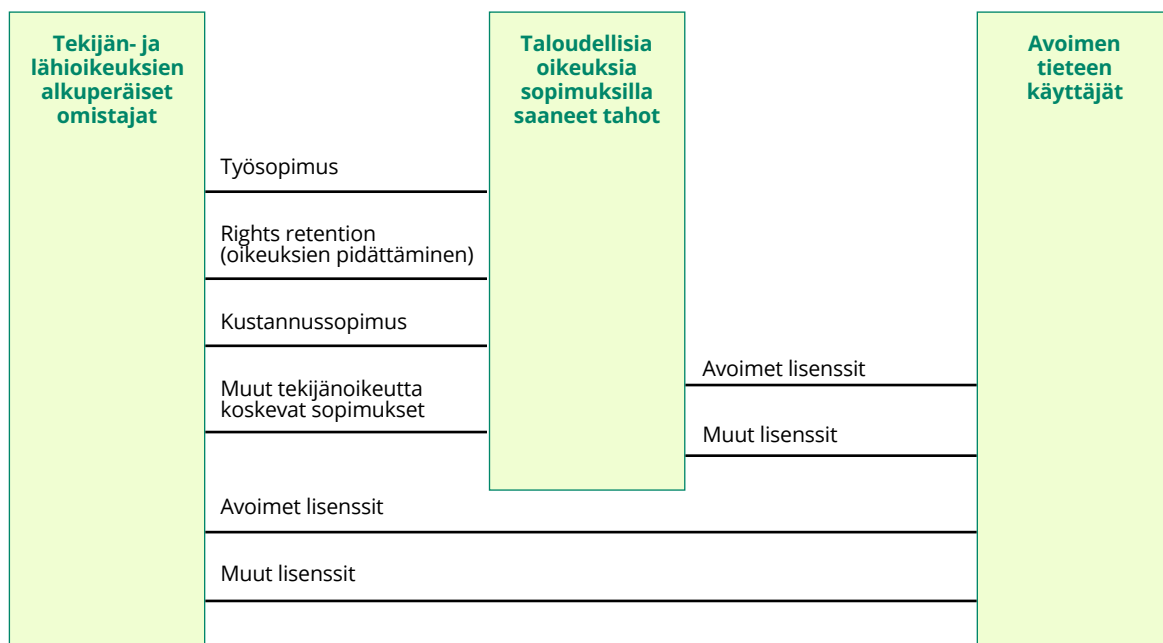 Tekijän- ja
lähioikeuksien
alkuperäiset
omistajat
Taloudellisia
oikeuksia
sopimuksilla
saaneet tahot
Avoimen
tieteen
käyttäjät
Työsopimus
Rights retention
(oikeuksien pidättäminen)
Kustannussopimus
Muut tekijänoikeutta
koskevat sopimukset
Avoimet lisenssit
Muut lisenssit
Avoimet lisenssit
Muut lisenssit